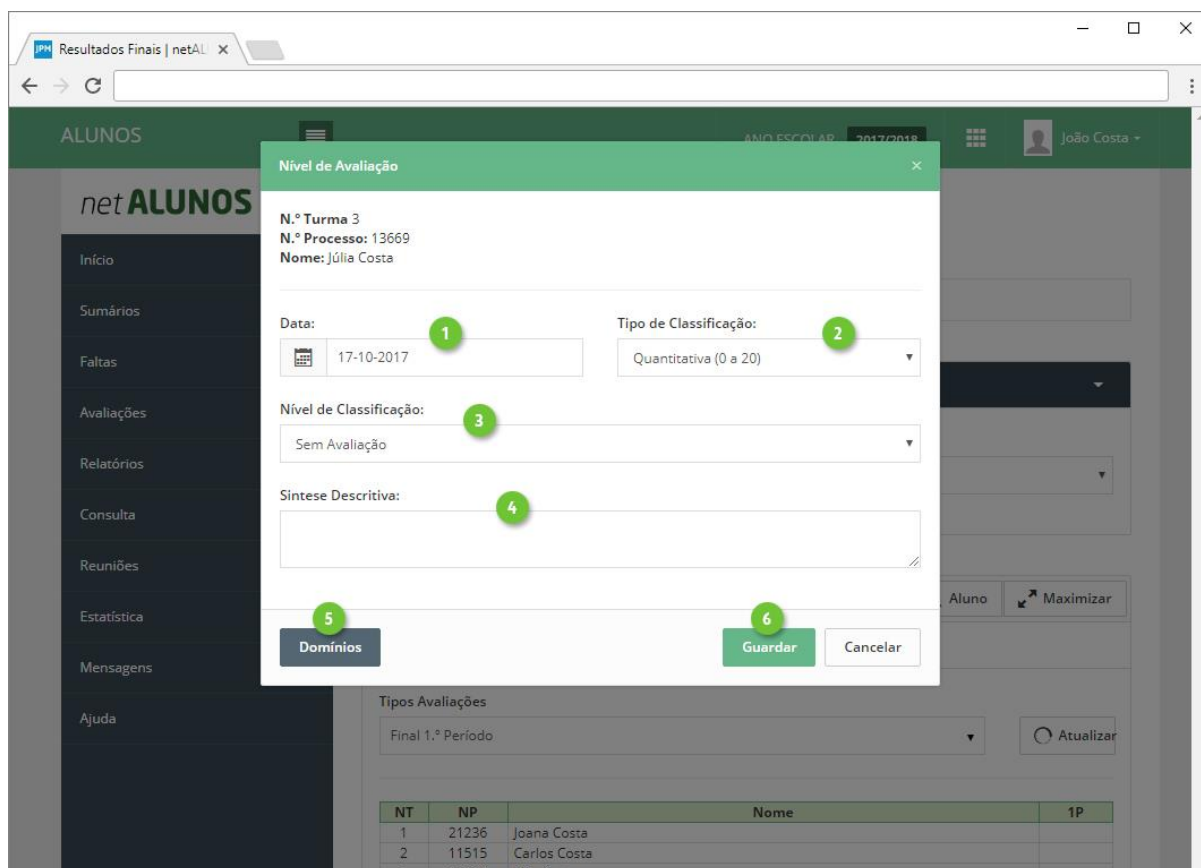 JPM Resultados Finais | netAL
ALUNOS
ANO ESCOLAR 2017/2018
João Costa
net ALUNOS
Início
Sumários
Faltas
Avaliações
Relatórios
Consulta
Reuniões
Estatística
Mensagens
Ajuda
Nível de Avaliação ×
N.º Turma 3
N.º Processo: 13669
Nome: Júlia Costa
Data: 1
17-10-2017
Tipo de Classificação: 2
Quantitativa (0 a 20)
Nível de Classificação: 3
Sem Avaliação
Sintese Descritiva: 4
5 6
Domínios Guardar Cancelar
Aluno Maximizar
Tipos Avaliações
Final 1.º Período Atualizar
NT NP Nome 1P
1 21236 Joana Costa
2 11515 Carlos Costa